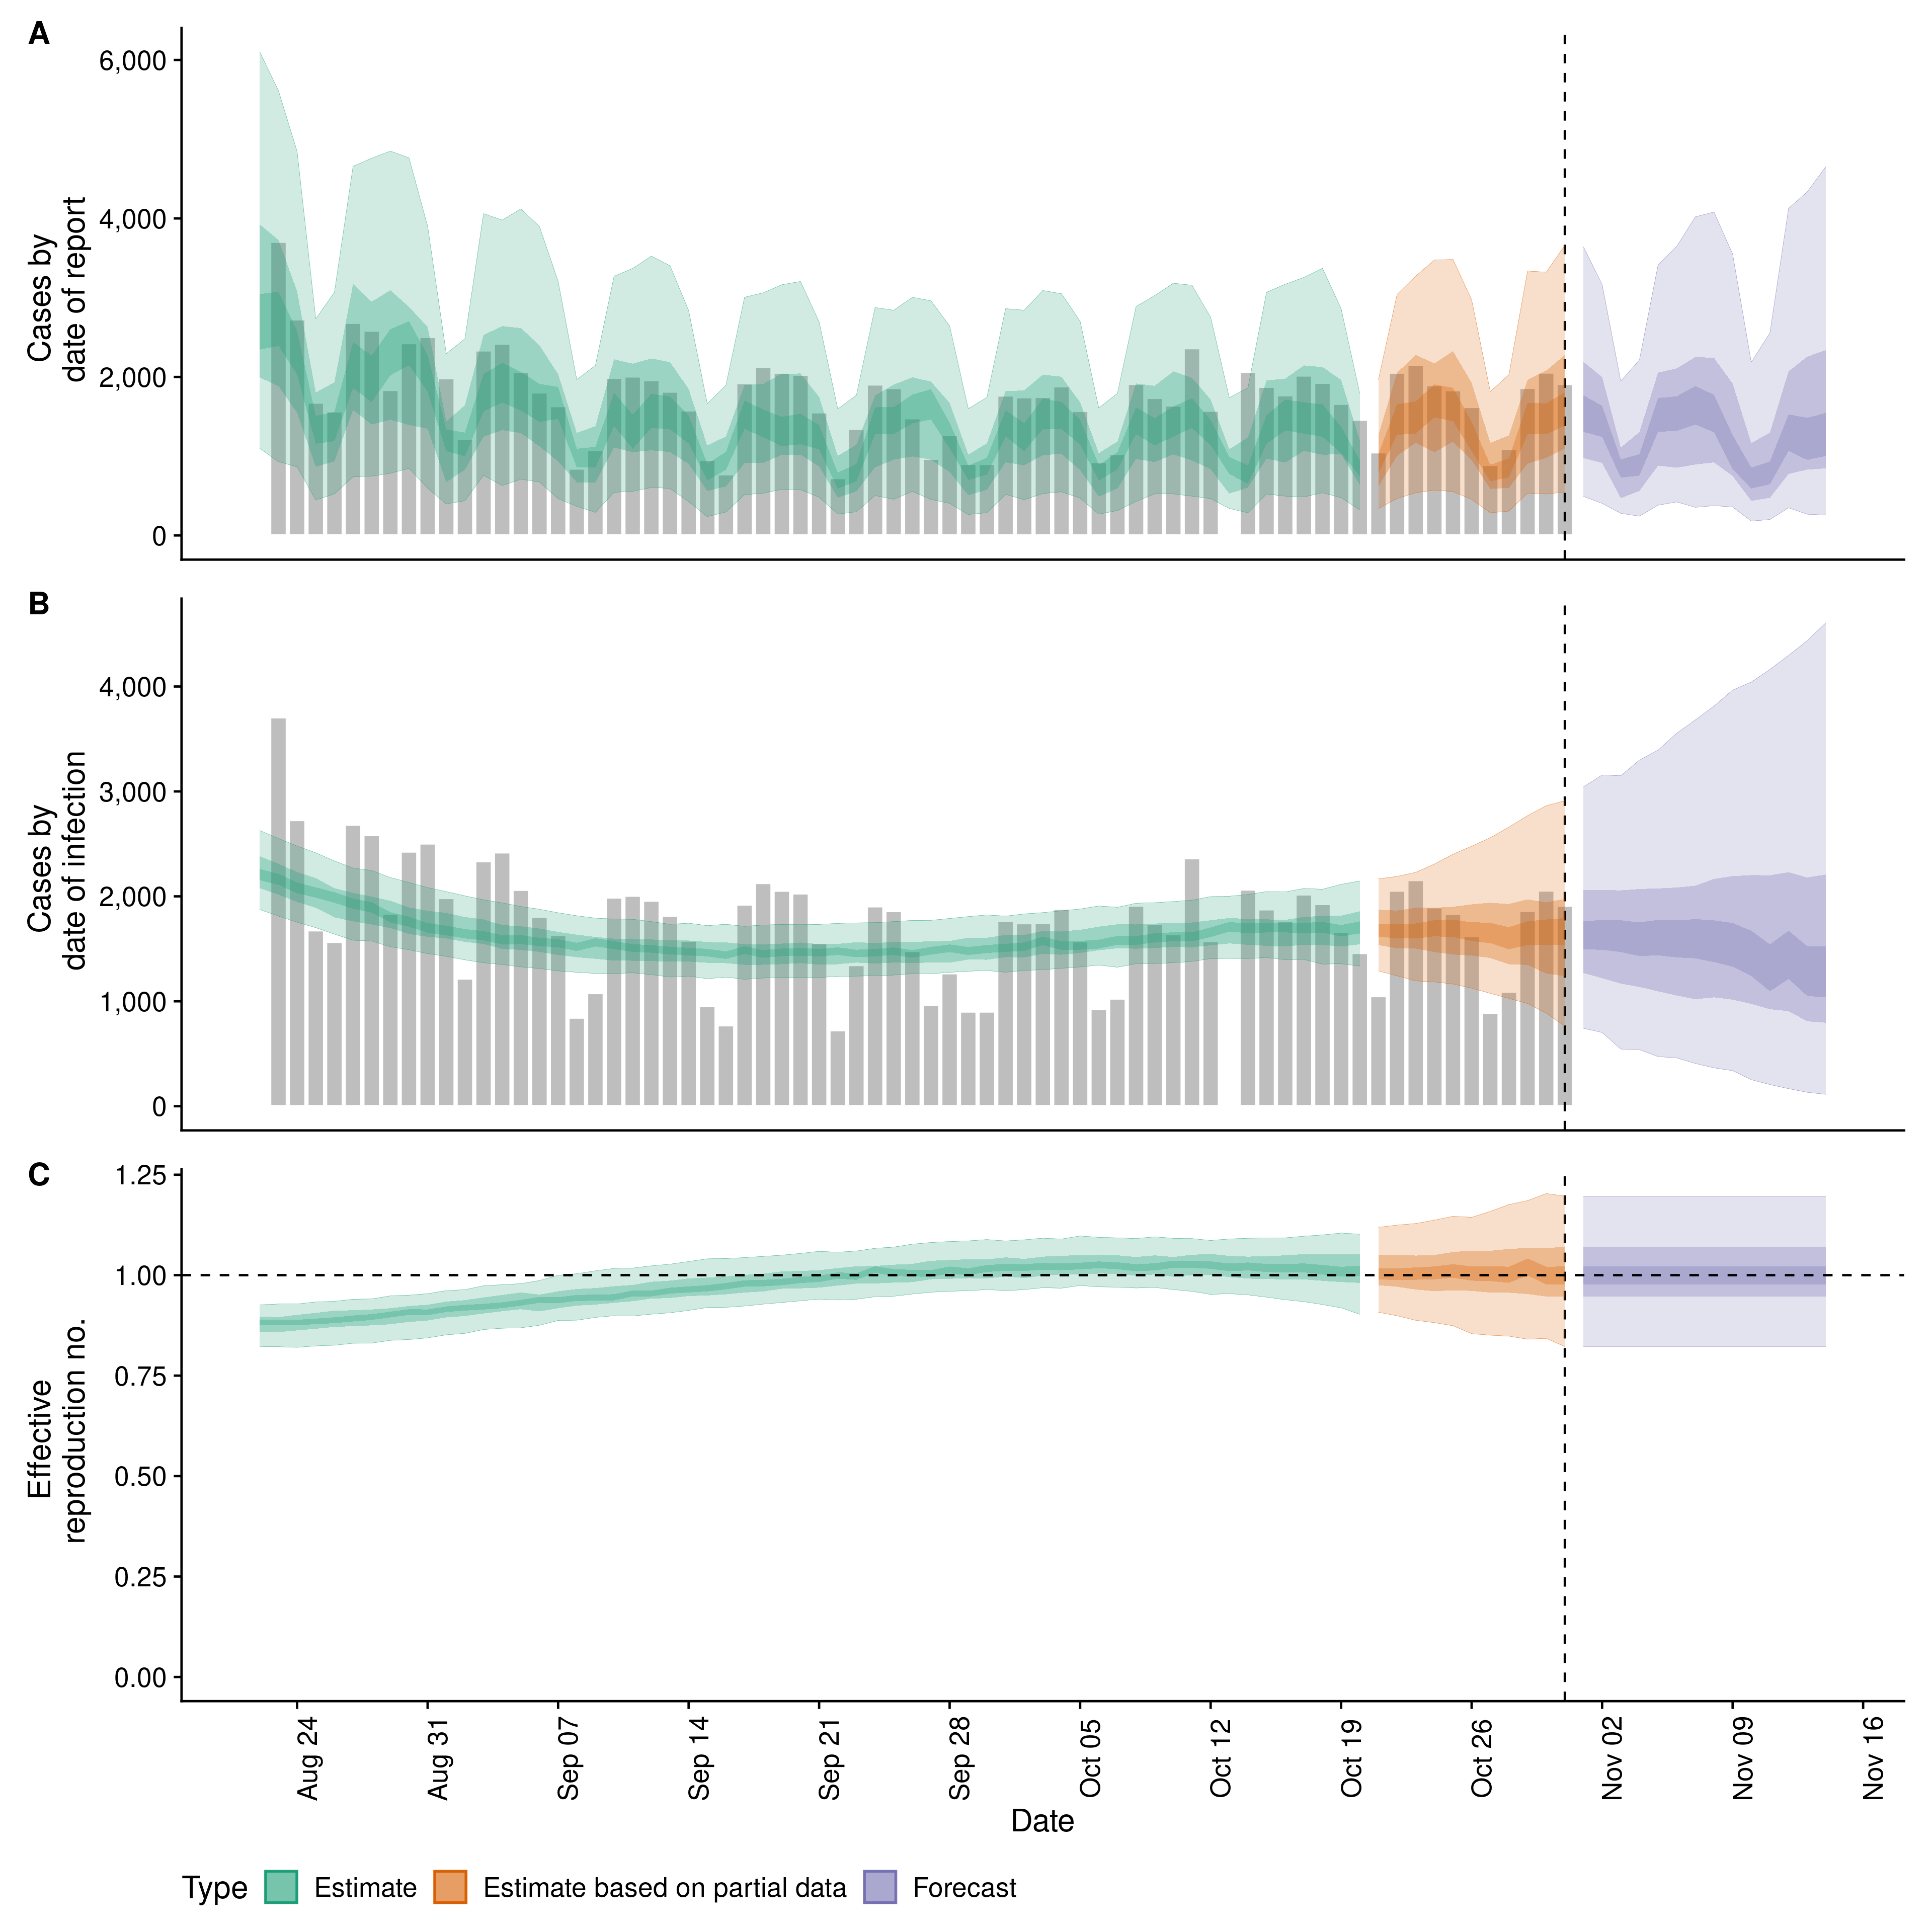 A
Cases by
date of report
6,000
4,000
2,000
0
B
Cases by
date of infection
4,000
3,000
2,000
1,000
0
C
Effective
reproduction no.
1.25
1.00
0.75
0.50
0.25
0.00
Aug 24
Aug 31
Sep 07
Sep 14
Sep 21
Sep 28
Oct 05
Oct 12
Oct 19
Oct 26
Nov 02
Nov 09
Nov 16
Date
Type Estimate Estimate based on partial data Forecast